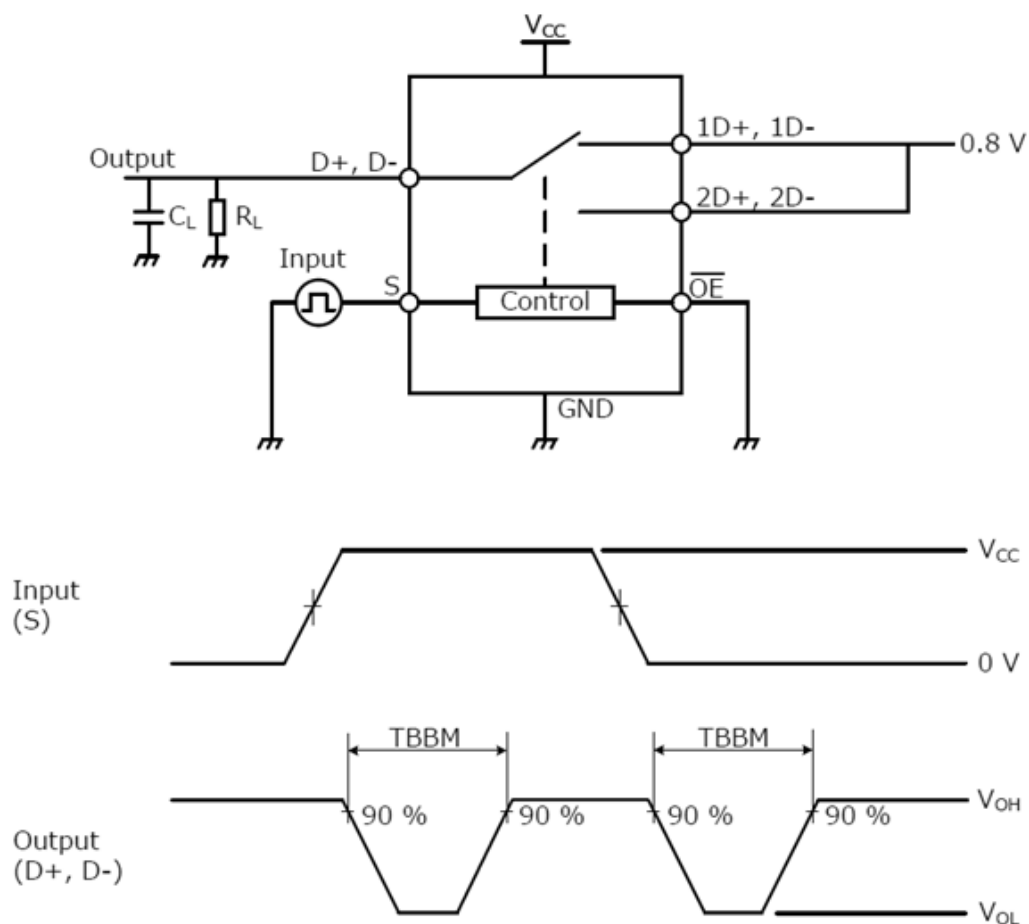 VCC
1D+, 1D-
0.8 V
Output
D+, D-
2D+, 2D-
CL
RL
Input
S
Control
OE
GND
Input
(S)
VCC
0 V
TBBM
TBBM
90 %
90 %
90 %
90 %
VOH
Output
(D+, D-)
VOL